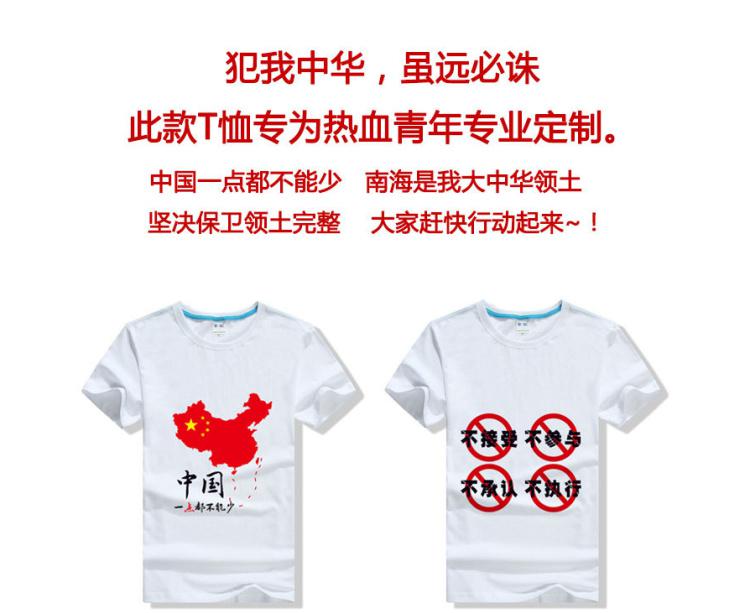 犯我中华，虽远必诛
此款T恤专为热血青年专业定制。
中国一点都不能少 南海是我大中华领土
坚决保卫领土完整 大家赶快行动起来~！
中国
一点都不能少
不接受 不参与
不承认 不执行